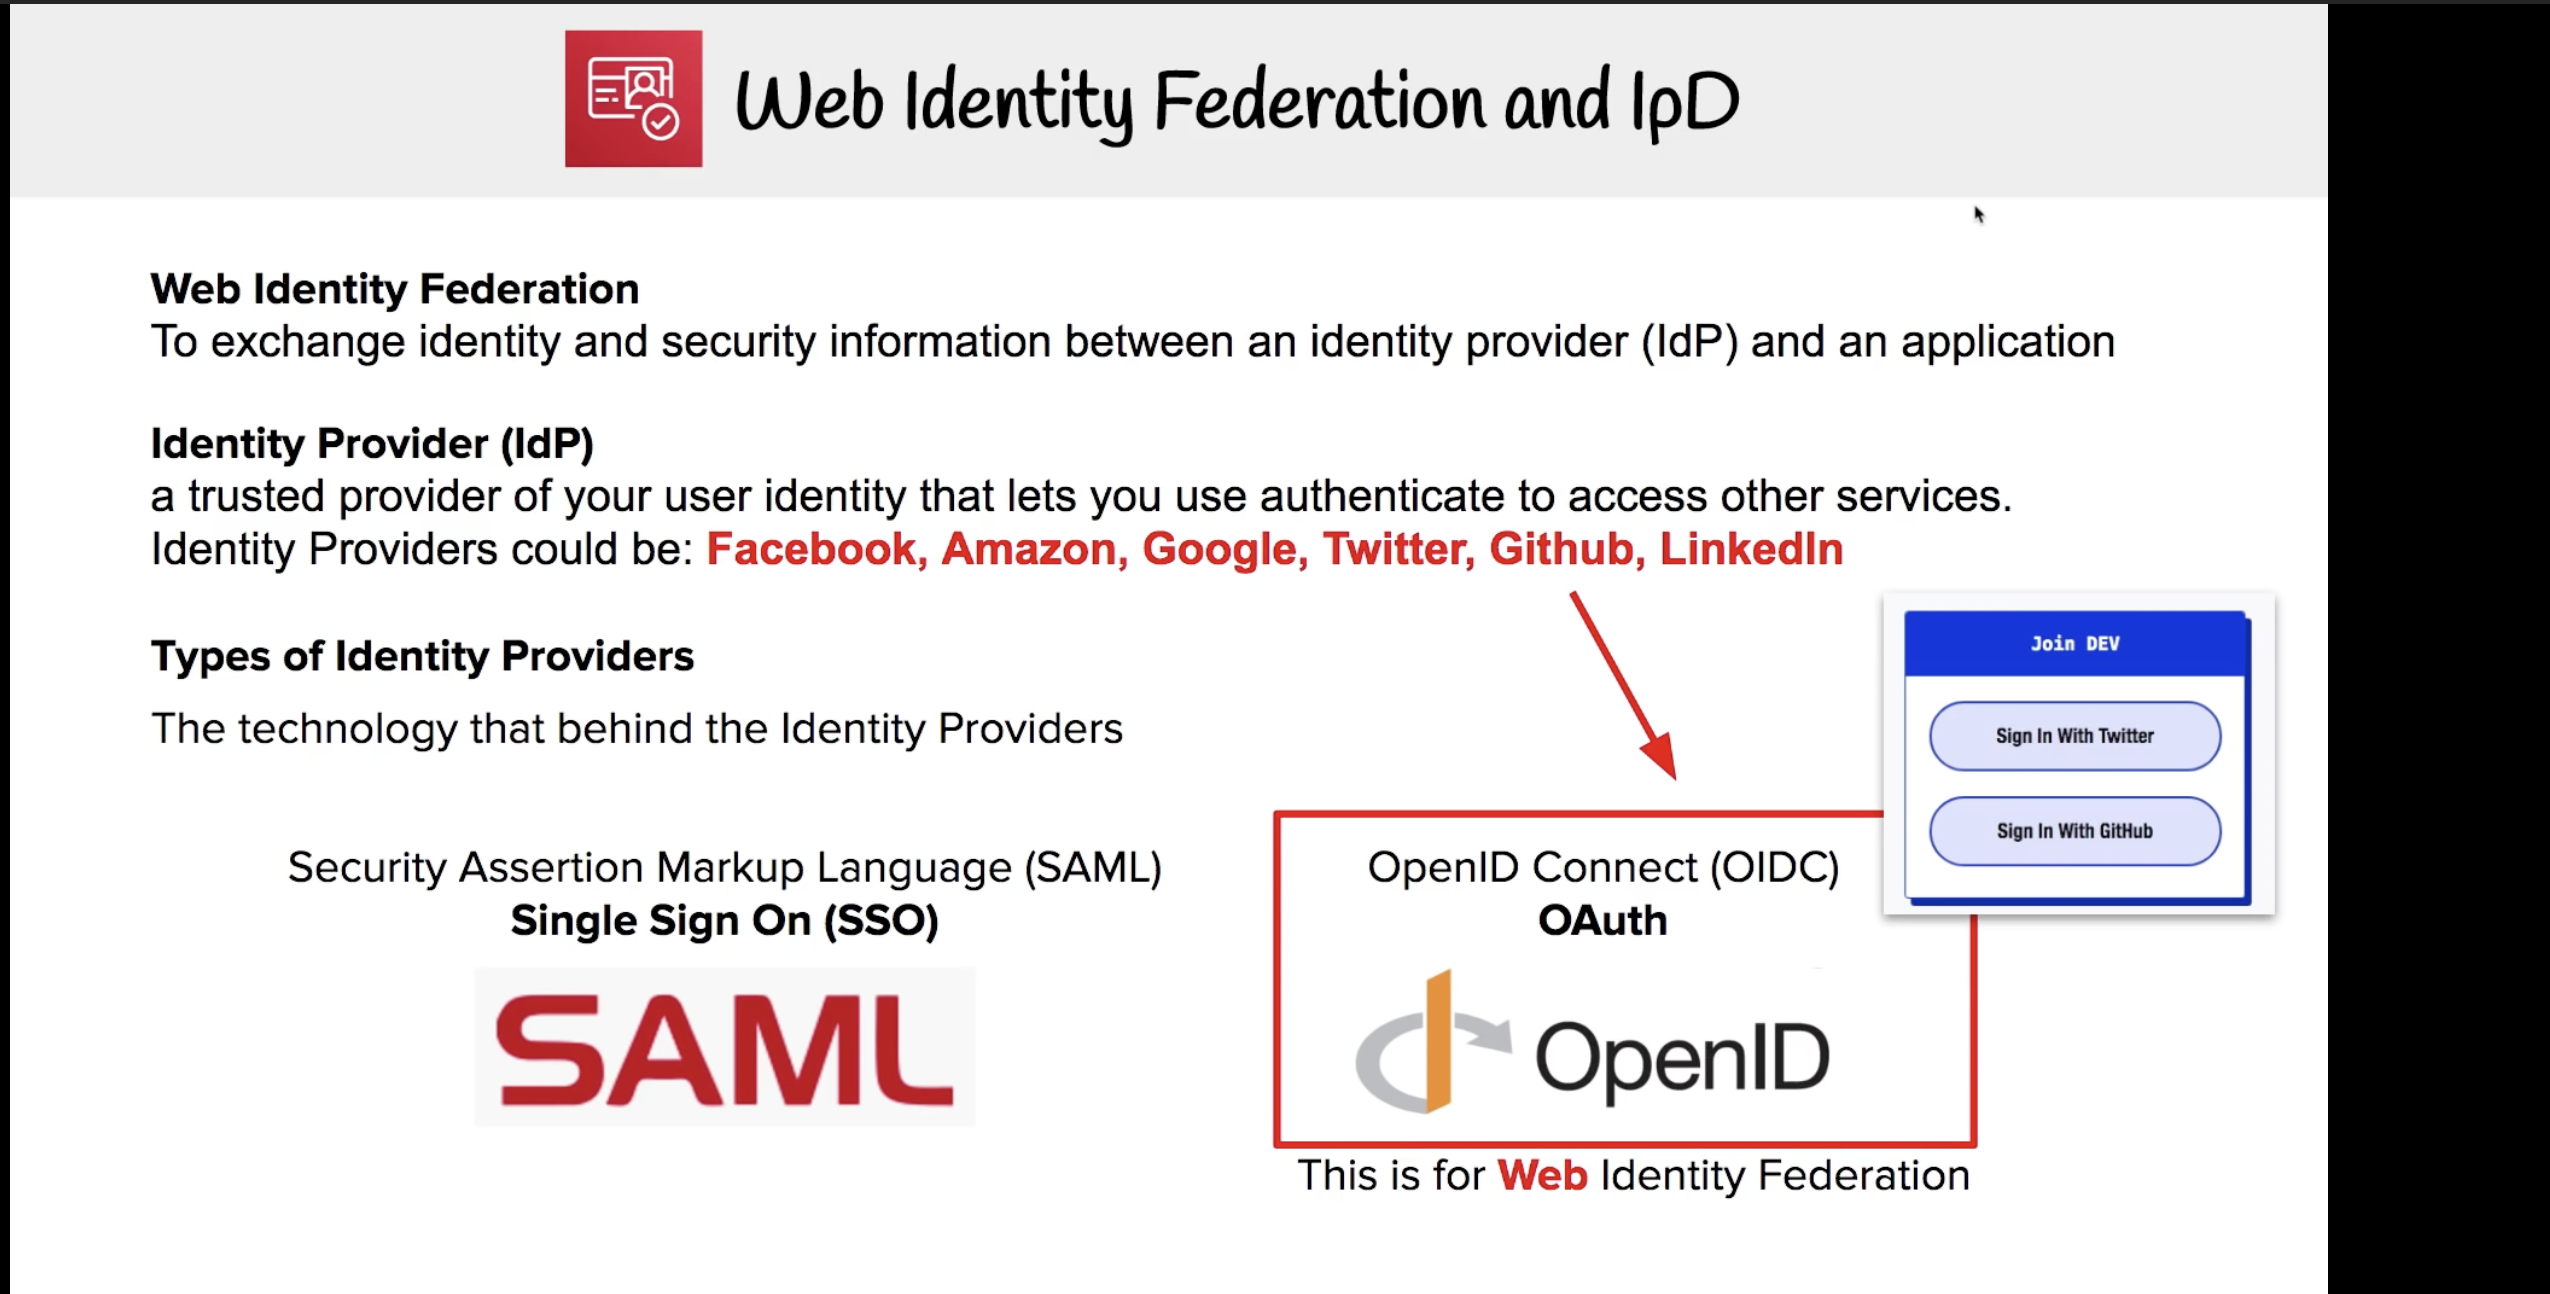 Web Identity Federation and IpD
Web Identity Federation
To exchange identity and security information between an identity provider (IdP) and an application
Identity Provider (IdP)
a trusted provider of your user identity that lets you use authenticate to access other services.
Identity Providers could be: Facebook, Amazon, Google, Twitter, Github, LinkedIn
Types of Identity Providers
The technology that behind the Identity Providers
Security Assertion Markup Language (SAML)
Single Sign On (SSO)
SAML
OpenID Connect (OIDC)
OAuth
OpenID
This is for Web Identity Federation
Join DEV
Sign In With Twitter
Sign In With GitHub